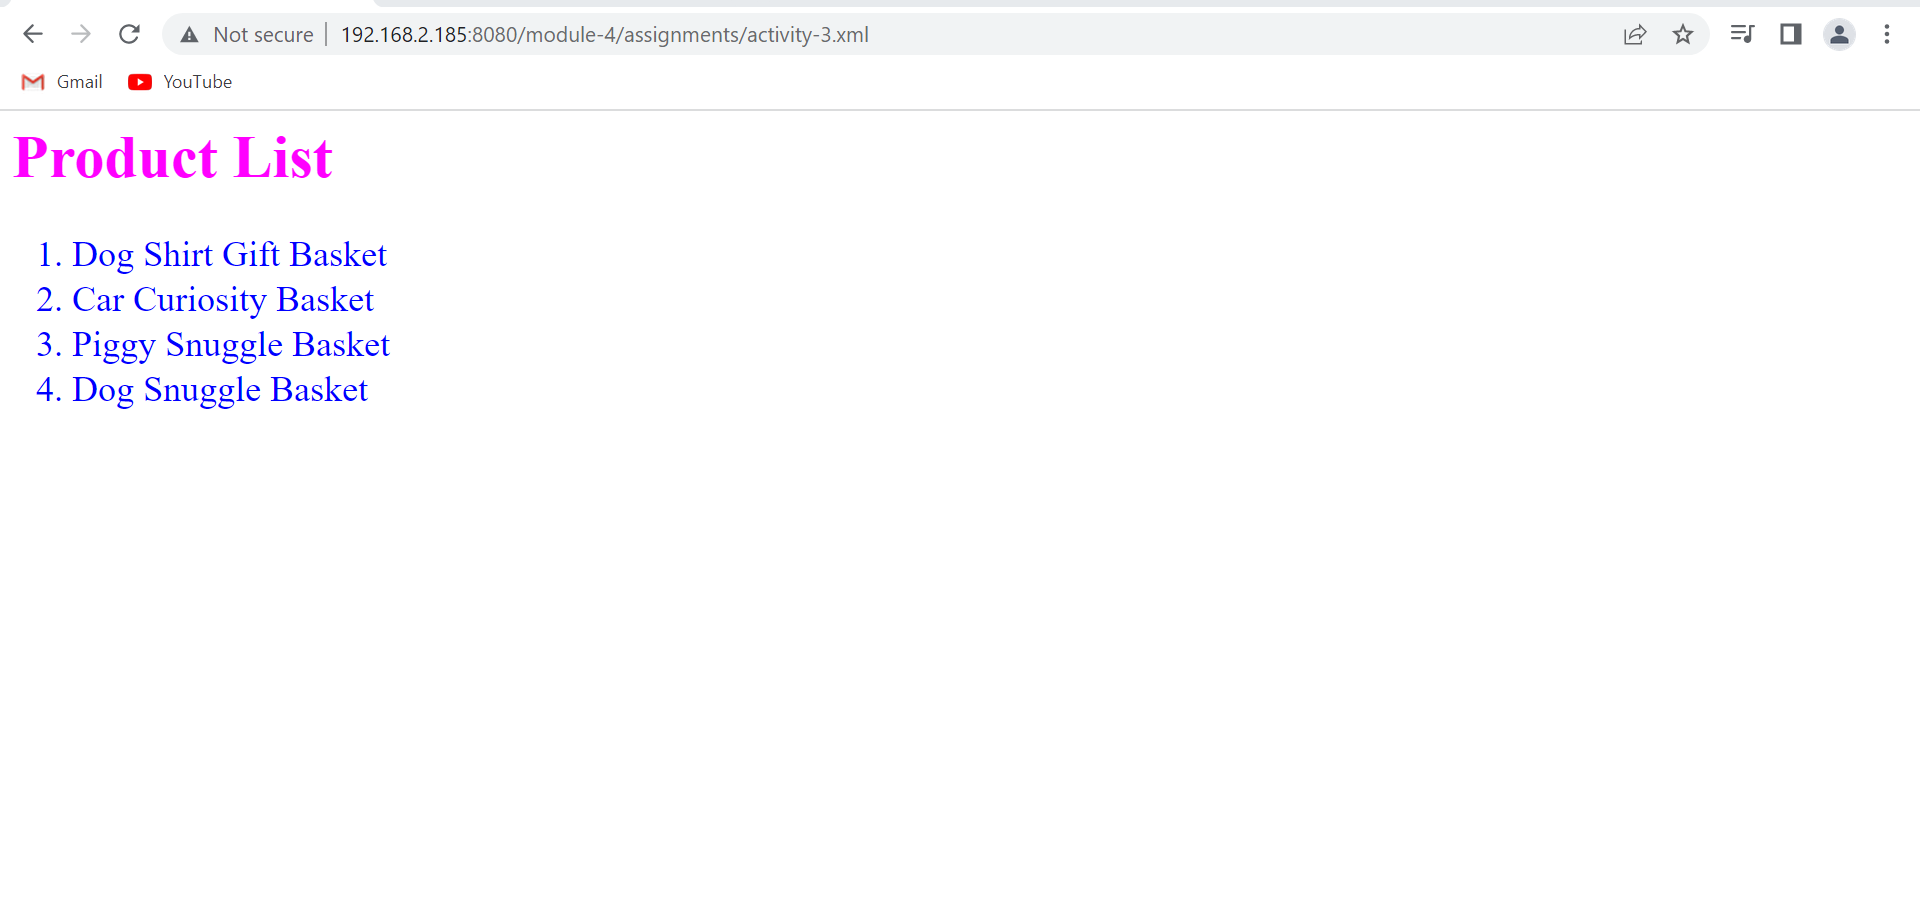 Not secure | 192.168.2.185:8080/module-4/assignments/activity-3.xml
Gmail YouTube
Product List
1. Dog Shirt Gift Basket
2. Car Curiosity Basket
3. Piggy Snuggle Basket
4. Dog Snuggle Basket